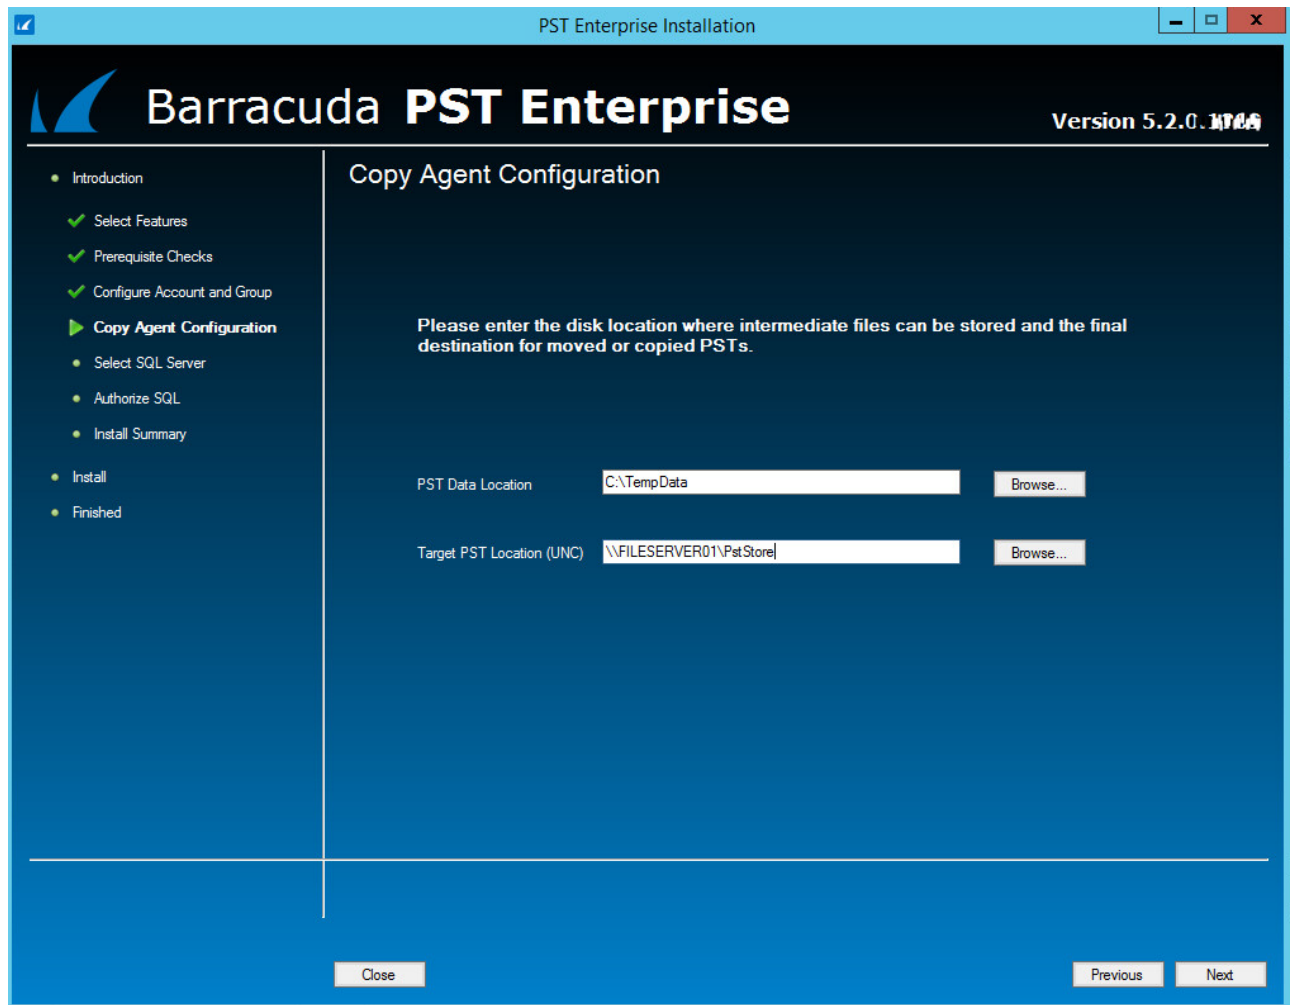 PST Enterprise Installation
Barracuda PST Enterprise
Version 5.2.0.
Introduction
Select Features
Prerequisite Checks
Configure Account and Group
Copy Agent Configuration
Select SQL Server
Authorize SQL
Install Summary
Install
Finished
Copy Agent Configuration
Please enter the disk location where intermediate files can be stored and the final
destination for moved or copied PSTs.
PST Data Location
C:\TempData
Browse...
Target PST Location (UNC)
\\FILESERVER01\PstStore
Browse...
Close
Previous
Next